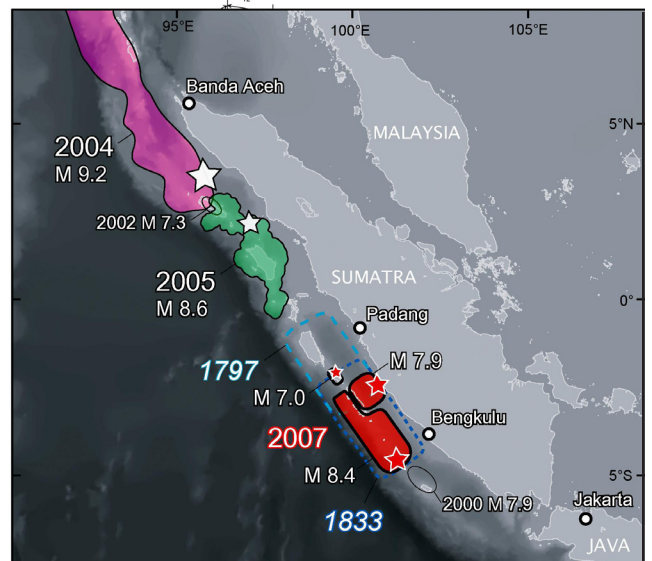 95°E
100°E
105°E
Banda Aceh
5°N
MALAYSIA
2004
M 9.2
2002 M 7.3
2005
M 8.6
SUMATRA
0°
Padang
1797
M 7.9
M 7.0
Bengkulu
2007
M 8.4
5°S
2000 M 7.9
Jakarta
1833
JAVA